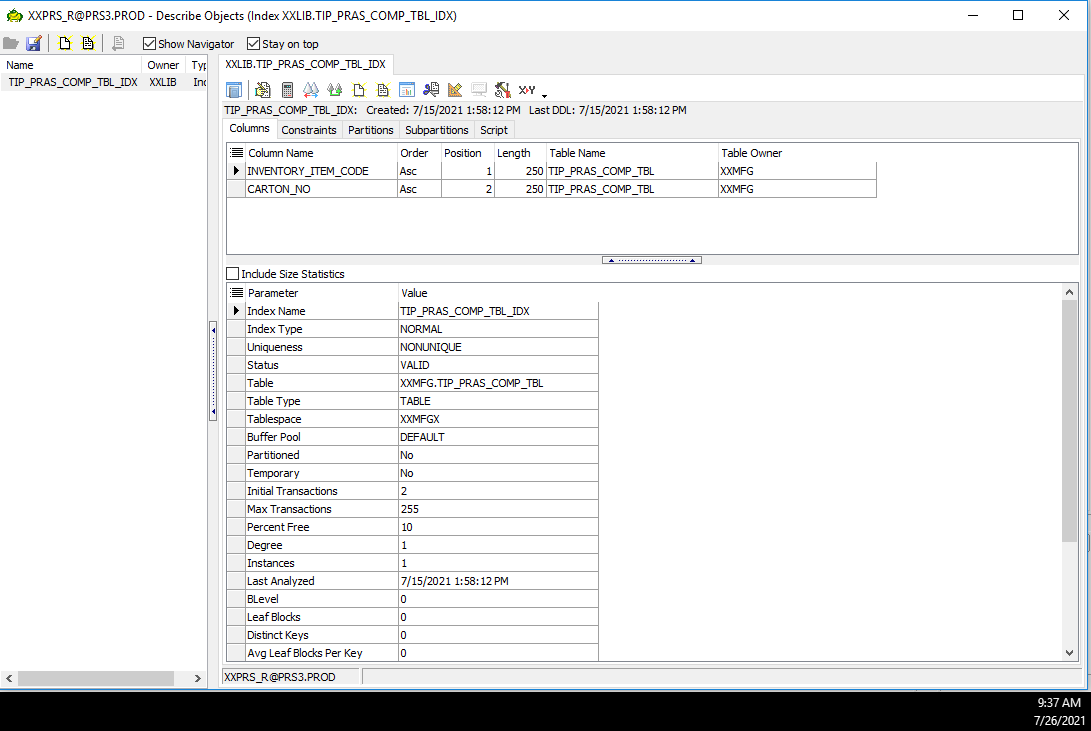 XXPRS_R@PRS3.PROD - Describe Objects (Index XXLIB.TIP_PRAS_COMP_TBL_IDX)
Show Navigator Stay on top
Name Owner Typ
TIP_PRAS_COMP_TBL_IDX XXLIB Ind
XXLIB.TIP_PRAS_COMP_TBL_IDX
X+Y
TIP_PRAS_COMP_TBL_IDX: Created: 7/15/2021 1:58:12 PM Last DDL: 7/15/2021 1:58:12 PM
Columns Constraints Partitions Subpartitions Script
Column Name Order Position Length Table Name Table Owner
INVENTORY_ITEM_CODE Asc 1 250 TIP_PRAS_COMP_TBL XXMFG
CARTON_NO Asc 2 250 TIP_PRAS_COMP_TBL XXMFG
Include Size Statistics
Parameter Value
Index Name TIP_PRAS_COMP_TBL_IDX
Index Type NORMAL
Uniqueness NONUNIQUE
Status VALID
Table XXMFG.TIP_PRAS_COMP_TBL
Table Type TABLE
Tablespace XXMFGX
Buffer Pool DEFAULT
Partitioned No
Temporary No
Initial Transactions 2
Max Transactions 255
Percent Free 10
Degree 1
Instances 1
Last Analyzed 7/15/2021 1:58:12 PM
BLevel 0
Leaf Blocks 0
Distinct Keys 0
Avg Leaf Blocks Per Key 0
XXPRS_R@PRS3.PROD
9:37 AM
7/26/2021